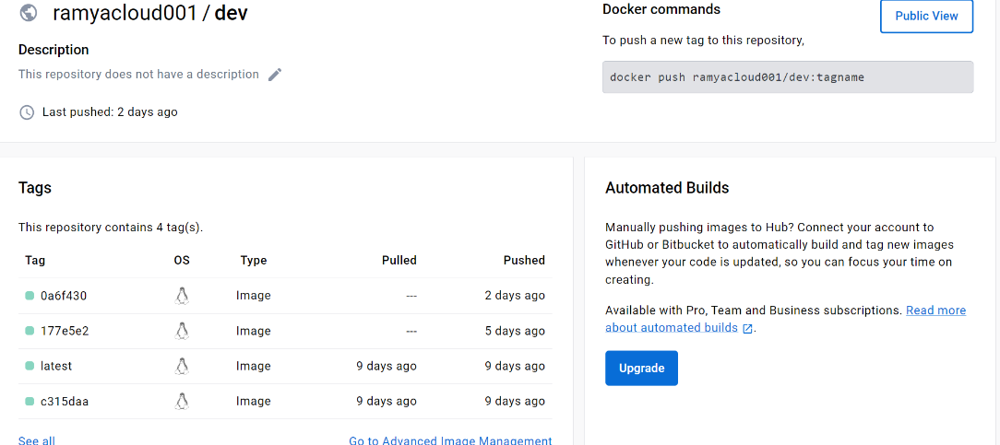 ramyacloud001 / dev
Description
This repository does not have a description
Last pushed: 2 days ago
Docker commands
Public View
To push a new tag to this repository,
docker push ramyacloud001/dev:tagname
Tags
This repository contains 4 tag(s).
Tag OS Type Pulled Pushed
0a6f430 Image --- 2 days ago
177e5e2 Image --- 5 days ago
latest Image 9 days ago 9 days ago
c315daa Image 9 days ago 9 days ago
See all Go to Advanced Image Management
Automated Builds
Manually pushing images to Hub? Connect your account to
GitHub or Bitbucket to automatically build and tag new images
whenever your code is updated, so you can focus your time on
creating.
Available with Pro, Team and Business subscriptions. Read more
about automated builds .
Upgrade